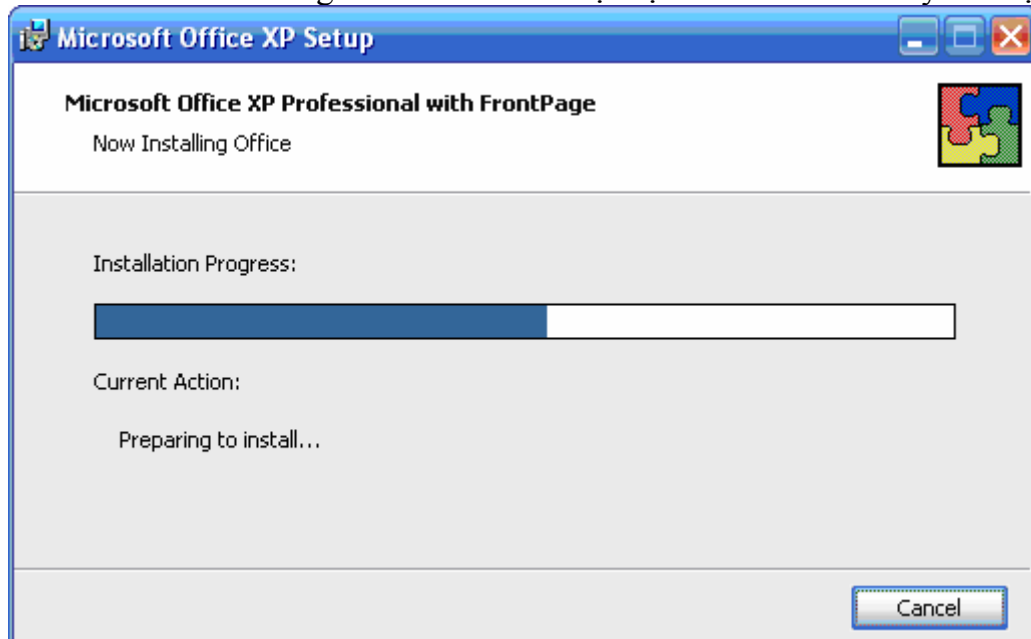 Microsoft Office XP Setup
Microsoft Office XP Professional with FrontPage
Now Installing Office
Installation Progress:
Current Action:
Preparing to install...
Cancel